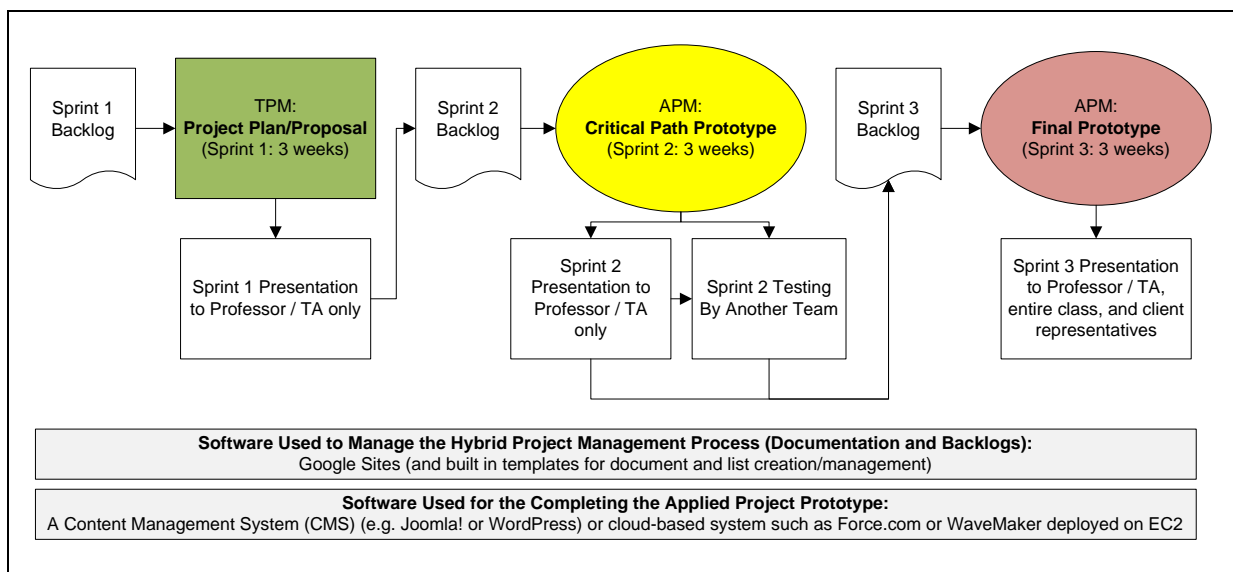 Sprint 1
Backlog
TPM:
Project Plan/Proposal
(Sprint 1: 3 weeks)
Sprint 2
Backlog
APM:
Critical Path Prototype
(Sprint 2: 3 weeks)
Sprint 3
Backlog
APM:
Final Prototype
(Sprint 3: 3 weeks)
Sprint 1 Presentation
to Professor / TA only
Sprint 2
Presentation to
Professor / TA
only
Sprint 2 Testing
By Another Team
Sprint 3 Presentation
to Professor / TA,
entire class, and client
representatives
Software Used to Manage the Hybrid Project Management Process (Documentation and Backlogs):
Google Sites (and built in templates for document and list creation/management)
Software Used for the Completing the Applied Project Prototype:
A Content Management System (CMS) (e.g. Joomla! or WordPress) or cloud-based system such as Force.com or WaveMaker deployed on EC2